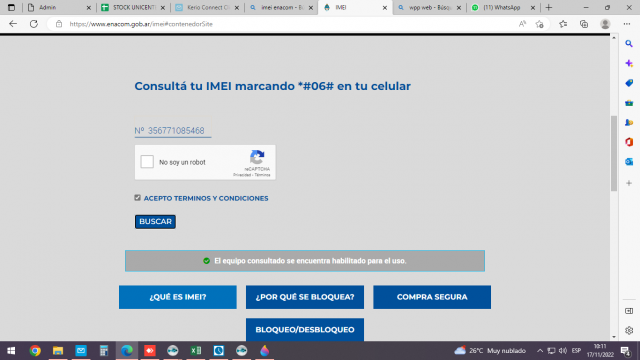 Admin
STOCK UNICENT
Kerio Connect C
imei enacom - B
IMEI
wpp web - Búsqu
(11) WhatsApp
https://www.enacom.gob.ar/imei#contenedorSite
Consultá tu IMEI marcando *#06# en tu celular
Nº 356771085468
No soy un robot
reCAPTCHA
Privacidad - Términos
ACEPTO TERMINOS Y CONDICIONES
BUSCAR
El equipo consultado se encuentra habilitado para el uso.
¿QUÉ ES IMEI?
¿POR QUÉ SE BLOQUEA?
COMPRA SEGURA
BLOQUEO/DESBLOQUEO
26°C Muy nublado
ESP
10:11
17/11/2022
4